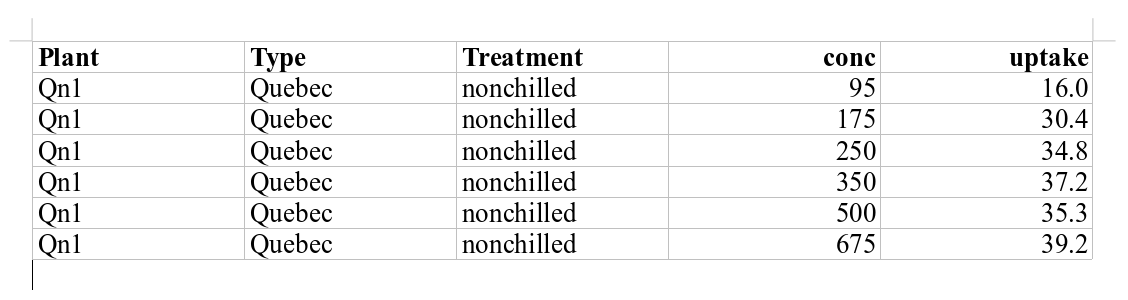 Plant Type Treatment conc uptake
Qn1 Quebec nonchilled 95 16.0
Qn1 Quebec nonchilled 175 30.4
Qn1 Quebec nonchilled 250 34.8
Qn1 Quebec nonchilled 350 37.2
Qn1 Quebec nonchilled 500 35.3
Qn1 Quebec nonchilled 675 39.2